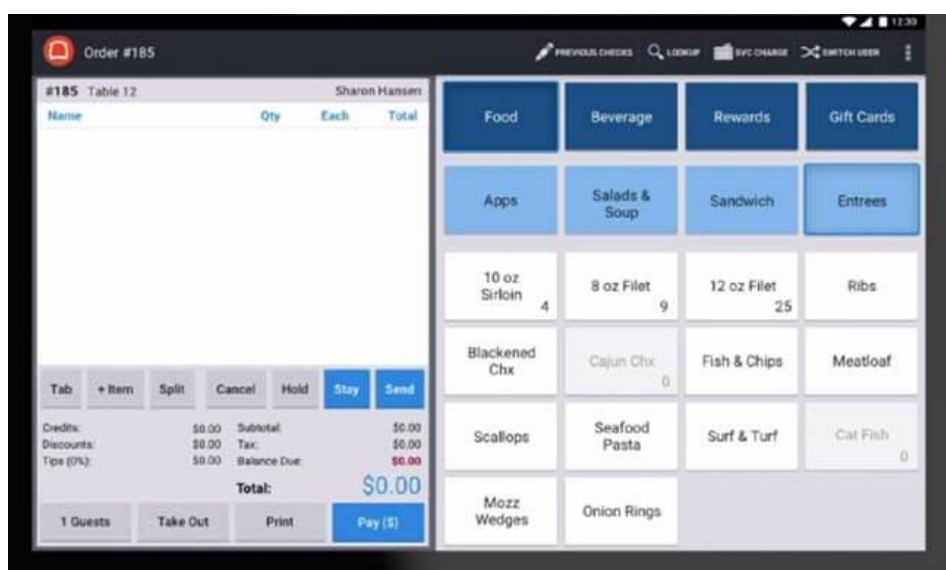 12:30
Order #185
PREVIOUS CHECKS
LOOKUP
SVC CHARGE
SWITCH USER
#185 Table 12 Sharon Hansen
Name Qty Each Total
Tab + Item Split Cancel Hold Stay Send
Credits: $0.00 Subtotal: $0.00
Discounts: $0.00 Tax: $0.00
Tips (0%): $0.00 Balance Due: $0.00
Total: $0.00
1 Guests Take Out Print Pay ($)
Food
Beverage
Rewards
Gift Cards
Apps
Salads &
Soup
Sandwich
Entrees
10 oz
Sirloin
4
8 oz Filet
9
12 oz Filet
25
Ribs
Blackened
Chx
Cajun Chx
0
Fish & Chips
Meatloaf
Scallops
Seafood
Pasta
Surf & Turf
Cat Fish
0
Mozz
Wedges
Onion Rings